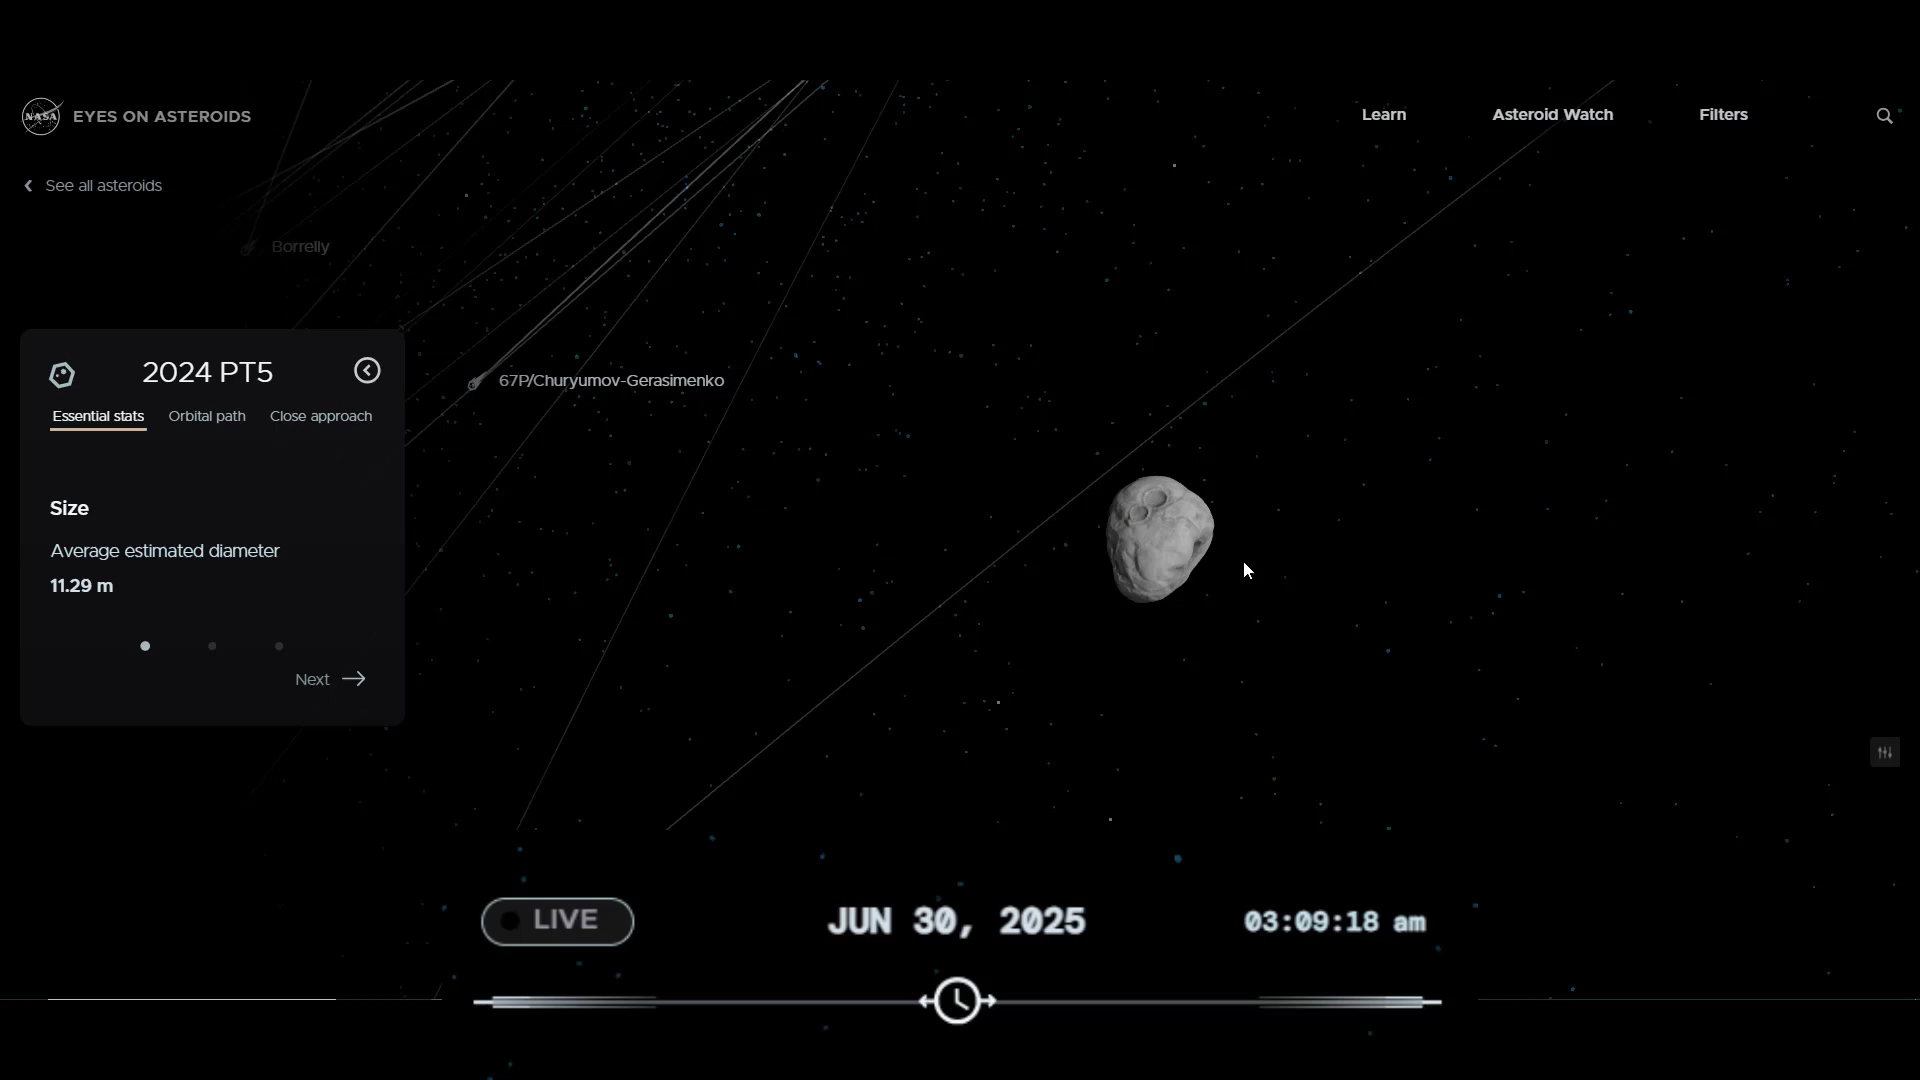 NASA EYES ON ASTEROIDS
Learn
Asteroid Watch
Filters
See all asteroids
Borrelly
67P/Churyumov-Gerasimenko
2024 PT5
Essential stats
Orbital path
Close approach
Size
Average estimated diameter
11.29 m
Next
LIVE
JUN 30, 2025
03:09:18 am